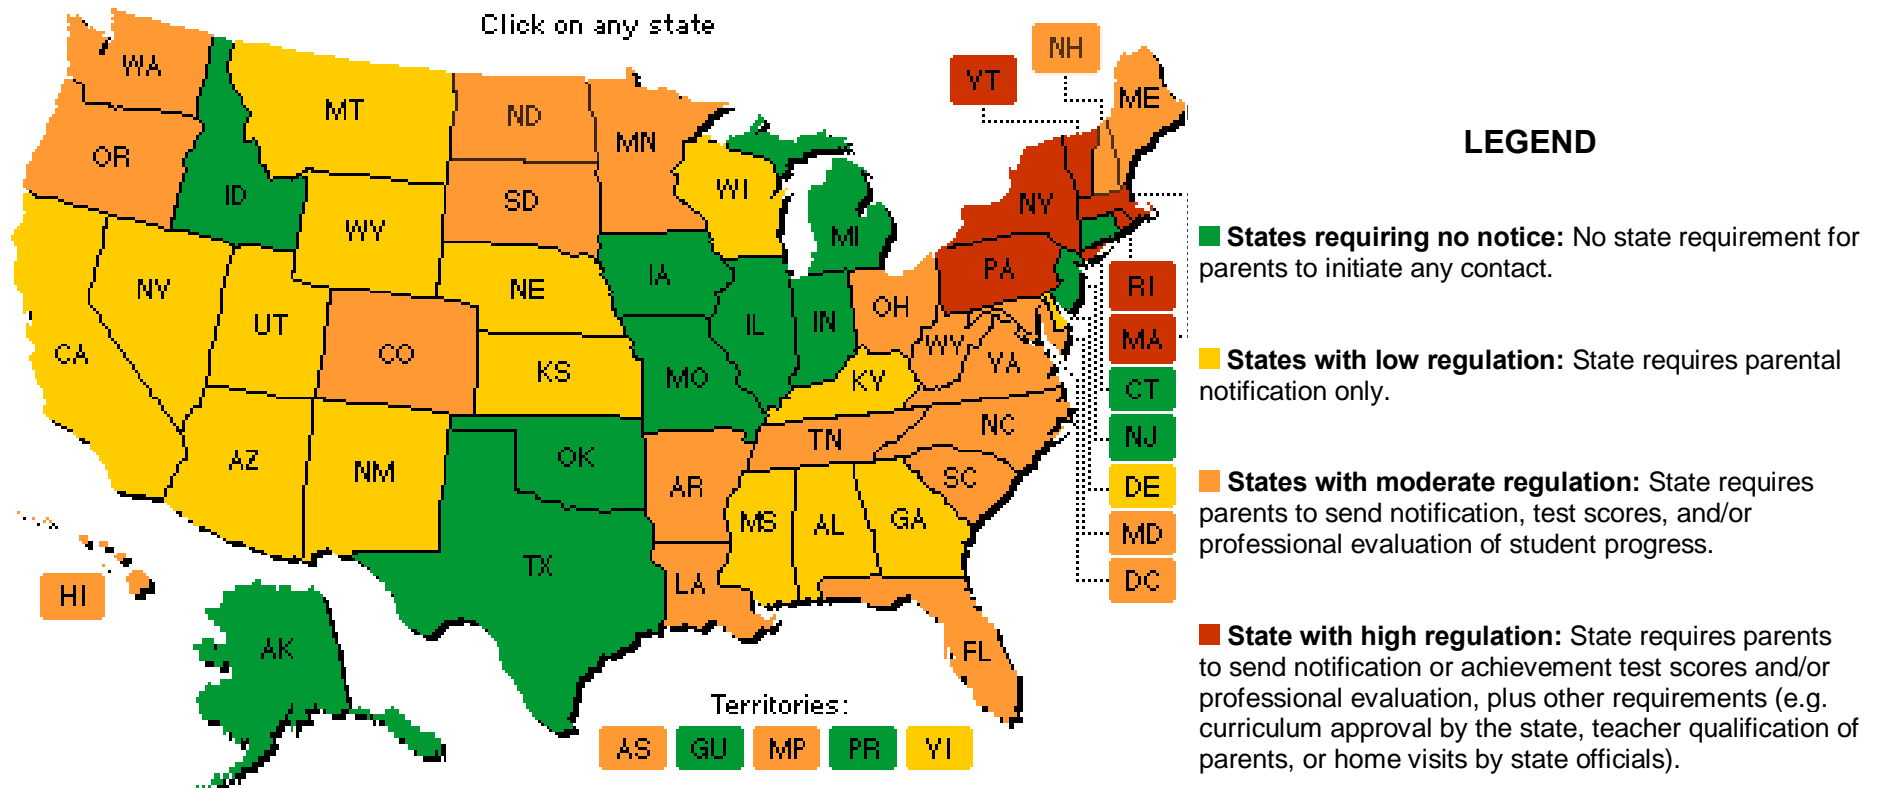 Click on any state
WA
OR
CA
NV
ID
MT
WY
UT
AZ
CO
NM
ND
SD
NE
KS
OK
TX
MN
IA
MO
AR
LA
WI
IL
MI
IN
OH
KY
TN
MS
AL
GA
FL
SC
NC
VA
WV
PA
NY
ME
VT
NH
RI
MA
CT
NJ
DE
MD
DC
HI
AK
Territories:
AS
GU
MP
PR
VI
LEGEND
States requiring no notice: No state requirement for
parents to initiate any contact.
States with low regulation: State requires parental
notification only.
States with moderate regulation: State requires
parents to send notification, test scores, and/or
professional evaluation of student progress.
State with high regulation: State requires parents
to send notification or achievement test scores and/or
professional evaluation, plus other requirements (e.g.
curriculum approval by the state, teacher qualification of
parents, or home visits by state officials).